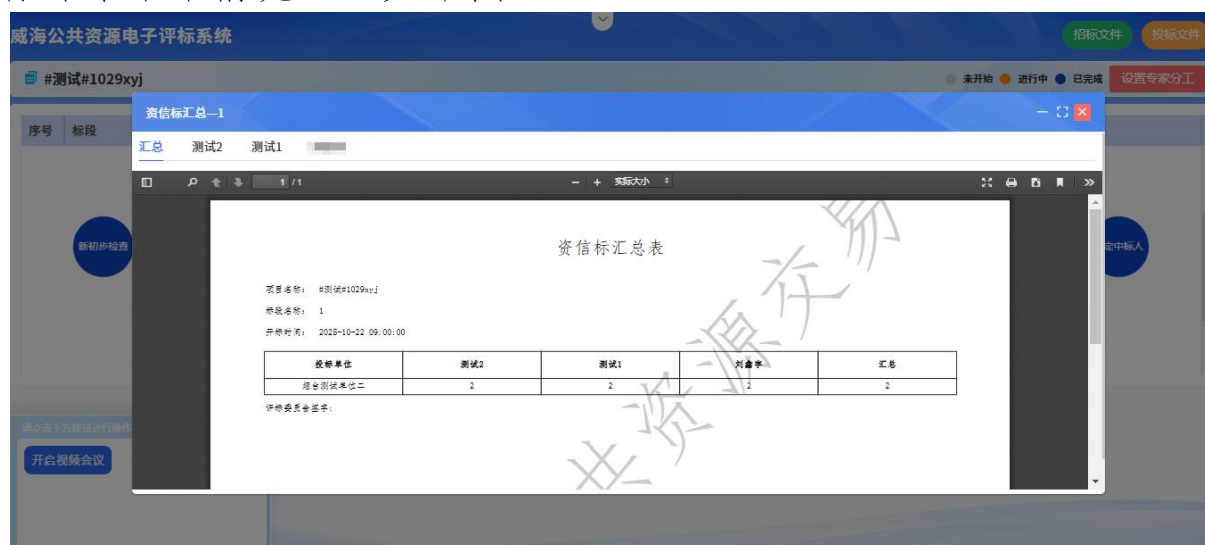 威海公共资源电子评标系统
招标文件 投标文件
#测试#1029xyj
未开始 进行中 已完成 设置专家分工
序号 标段
资信标汇总—1
汇总 测试2 测试1
1 /1
实际大小
新初步检查
定中标人
资信标汇总表
项目名称: #测试#1029xyj
标段名称: 1
开标时间: 2025-10-22 09:00:00
投标单位 测试2 测试1 刘鑫宇 汇总
烟台测试单位二 2 2 2 2
评标委员会签字:
共资源交易
请点击下方按钮进行操作
开启视频会议